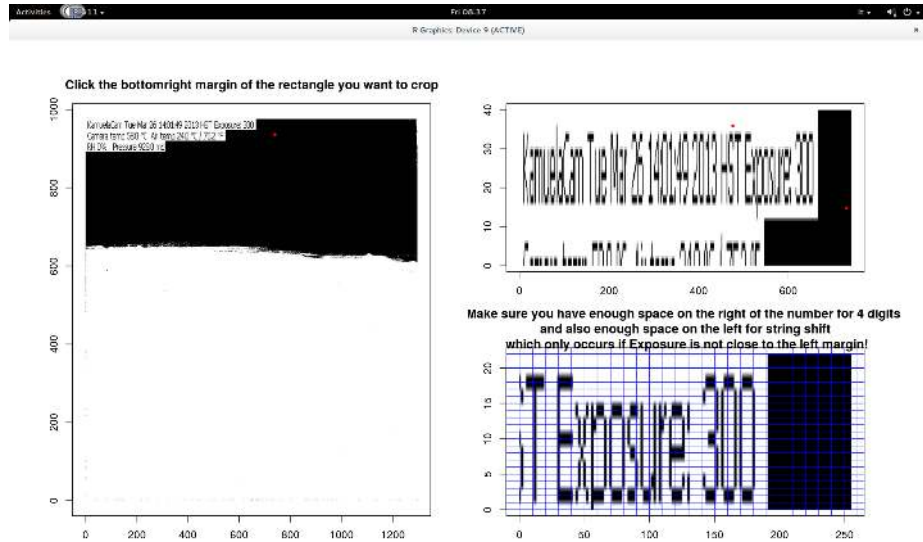 Activities
11
Fri 08:37
R Graphics: Device 9 (ACTIVE)
Click the bottomright margin of the rectangle you want to crop
1000
800
600
400
200
0
KamuelaCam Tue Mar 26 14:01:49 2013 HST Exposure: 300
Camera temp: 58.0 °C Air temp: 24.0 °C / 75.2 °F
RH: 0% Pressure: 928.0 mb
0 200 400 600 800 1000 1200
40
30
20
10
0
KamuelaCam Tue Mar 26 14:01:49 2013 HST Exposure: 300
0 200 400 600
Make sure you have enough space on the right of the number for 4 digits
and also enough space on the left for string shift
which only occurs if Exposure is not close to the left margin!
20
15
10
5
0
ST Exposure: 300
0 50 100 150 200 250